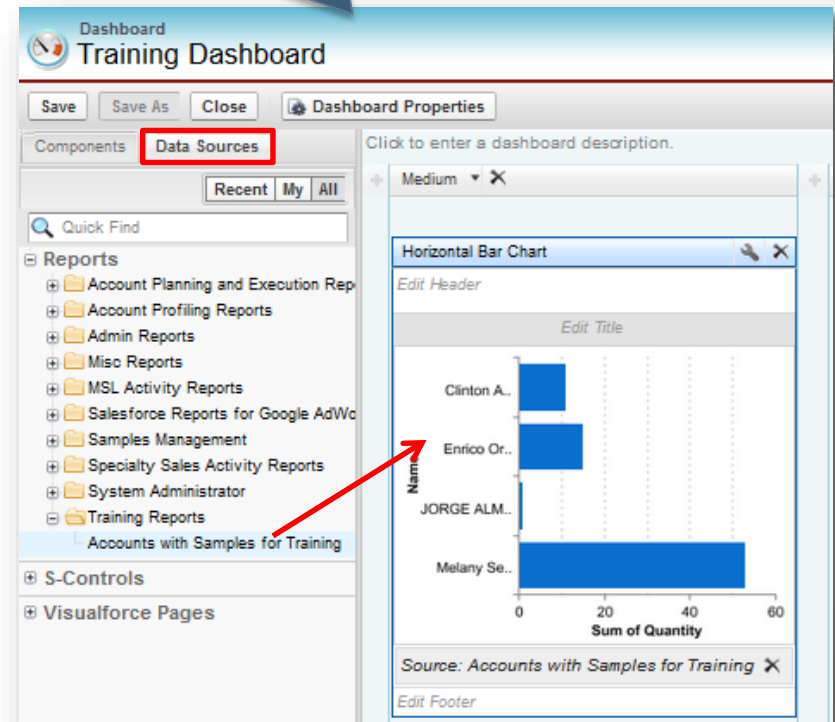 Dashboard
Training Dashboard
Save Save As Close Dashboard Properties
Components Data Sources
Click to enter a dashboard description.
Recent My All
Medium
Quick Find
Reports
Account Planning and Execution Rep
Account Profiling Reports
Admin Reports
Misc Reports
MSL Activity Reports
Salesforce Reports for Google AdWo
Samples Management
Specialty Sales Activity Reports
System Administrator
Training Reports
Accounts with Samples for Training
S-Controls
Visualforce Pages
Horizontal Bar Chart
Edit Header
Edit Title
Name
Clinton A..
Enrico Or..
JORGE ALM..
Melany Se..
0 20 40 60
Sum of Quantity
Source: Accounts with Samples for Training
Edit Footer